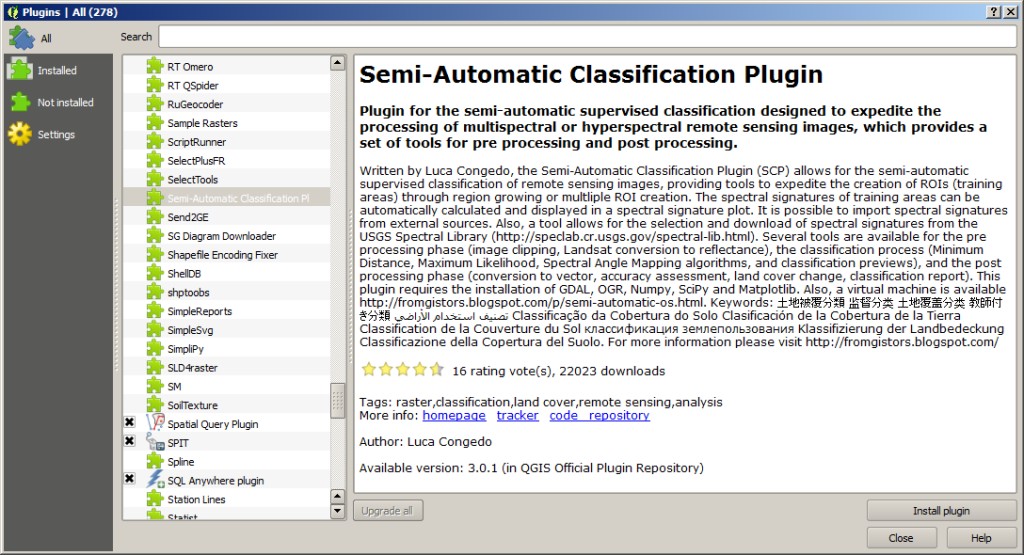 Plugins | All (278)
All
Installed
Not installed
Settings
Search
RT Omero
RT QSpider
RuGeocoder
Sample Rasters
ScriptRunner
SelectPlusFR
SelectTools
Semi-Automatic Classification Pl
Send2GE
SG Diagram Downloader
Shapefile Encoding Fixer
ShellDB
shptoobs
SimpleReports
SimpleSvg
SimpliPy
SLD4raster
SM
SoilTexture
Spatial Query Plugin
SPIT
Spline
SQL Anywhere plugin
Station Lines
Statist
Semi-Automatic Classification Plugin
Plugin for the semi-automatic supervised classification designed to expedite the
processing of multispectral or hyperspectral remote sensing images, which provides a
set of tools for pre processing and post processing.
Written by Luca Congedo, the Semi-Automatic Classification Plugin (SCP) allows for the semi-automatic
supervised classification of remote sensing images, providing tools to expedite the creation of ROIs (training
areas) through region growing or multiple ROI creation. The spectral signatures of training areas can be
automatically calculated and displayed in a spectral signature plot. It is possible to import spectral signatures
from external sources. Also, a tool allows for the selection and download of spectral signatures from the
USGS Spectral Library (http://speclab.cr.usgs.gov/spectral-lib.html). Several tools are available for the pre
processing phase (image clipping, Landsat conversion to reflectance), the classification process (Minimum
Distance, Maximum Likelihood, Spectral Angle Mapping algorithms, and classification previews), and the post
processing phase (conversion to vector, accuracy assessment, land cover change, classification report). This
plugin requires the installation of GDAL, OGR, Numpy, SciPy and Matplotlib. Also, a virtual machine is available
http://fromgistors.blogspot.com/p/semi-automatic-os.html. Keywords: 土地被覆分類 监督分类 土地覆盖分类 教師付
き分類 تصنيف استخدام الأراضي Classificação da Cobertura do Solo Clasificación de la Cobertura de la Tierra
Classification de la Couverture du Sol классификация землепользования Klassifizierung der Landbedeckung
Classificazione della Copertura del Suolo. For more information please visit http://fromgistors.blogspot.com/
16 rating vote(s), 22023 downloads
Tags: raster,classification,land cover,remote sensing,analysis
More info: homepage tracker code_repository
Author: Luca Congedo
Available version: 3.0.1 (in QGIS Official Plugin Repository)
Upgrade all
Install plugin
Close
Help